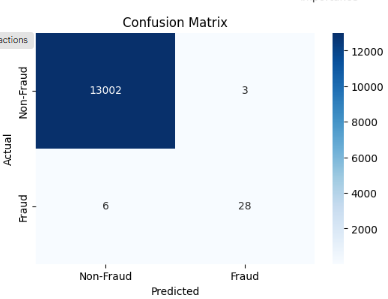 Confusion Matrix
actions
Non-Fraud
13002
3
Actual
Fraud
6
28
Non-Fraud
Fraud
Predicted
12000
10000
8000
6000
4000
2000